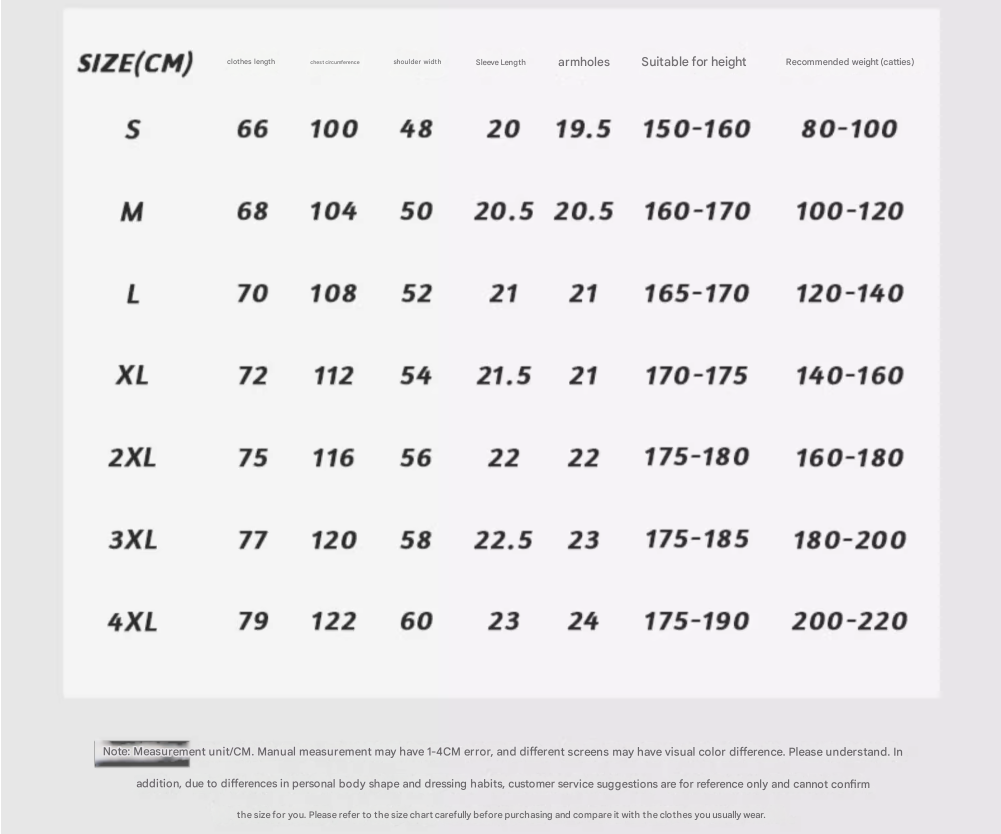 SIZE(CM) clothes length chest circumference shoulder width Sleeve Length armholes Suitable for height Recommended weight (catties)
S 66 100 48 20 19.5 150-160 80-100
M 68 104 50 20.5 20.5 160-170 100-120
L 70 108 52 21 21 165-170 120-140
XL 72 112 54 21.5 21 170-175 140-160
2XL 75 116 56 22 22 175-180 160-180
3XL 77 120 58 22.5 23 175-185 180-200
4XL 79 122 60 23 24 175-190 200-220
Note: Measurement unit/CM. Manual measurement may have 1-4CM error, and different screens may have visual color difference. Please understand. In
addition, due to differences in personal body shape and dressing habits, customer service suggestions are for reference only and cannot confirm
the size for you. Please refer to the size chart carefully before purchasing and compare it with the clothes you usually wear.